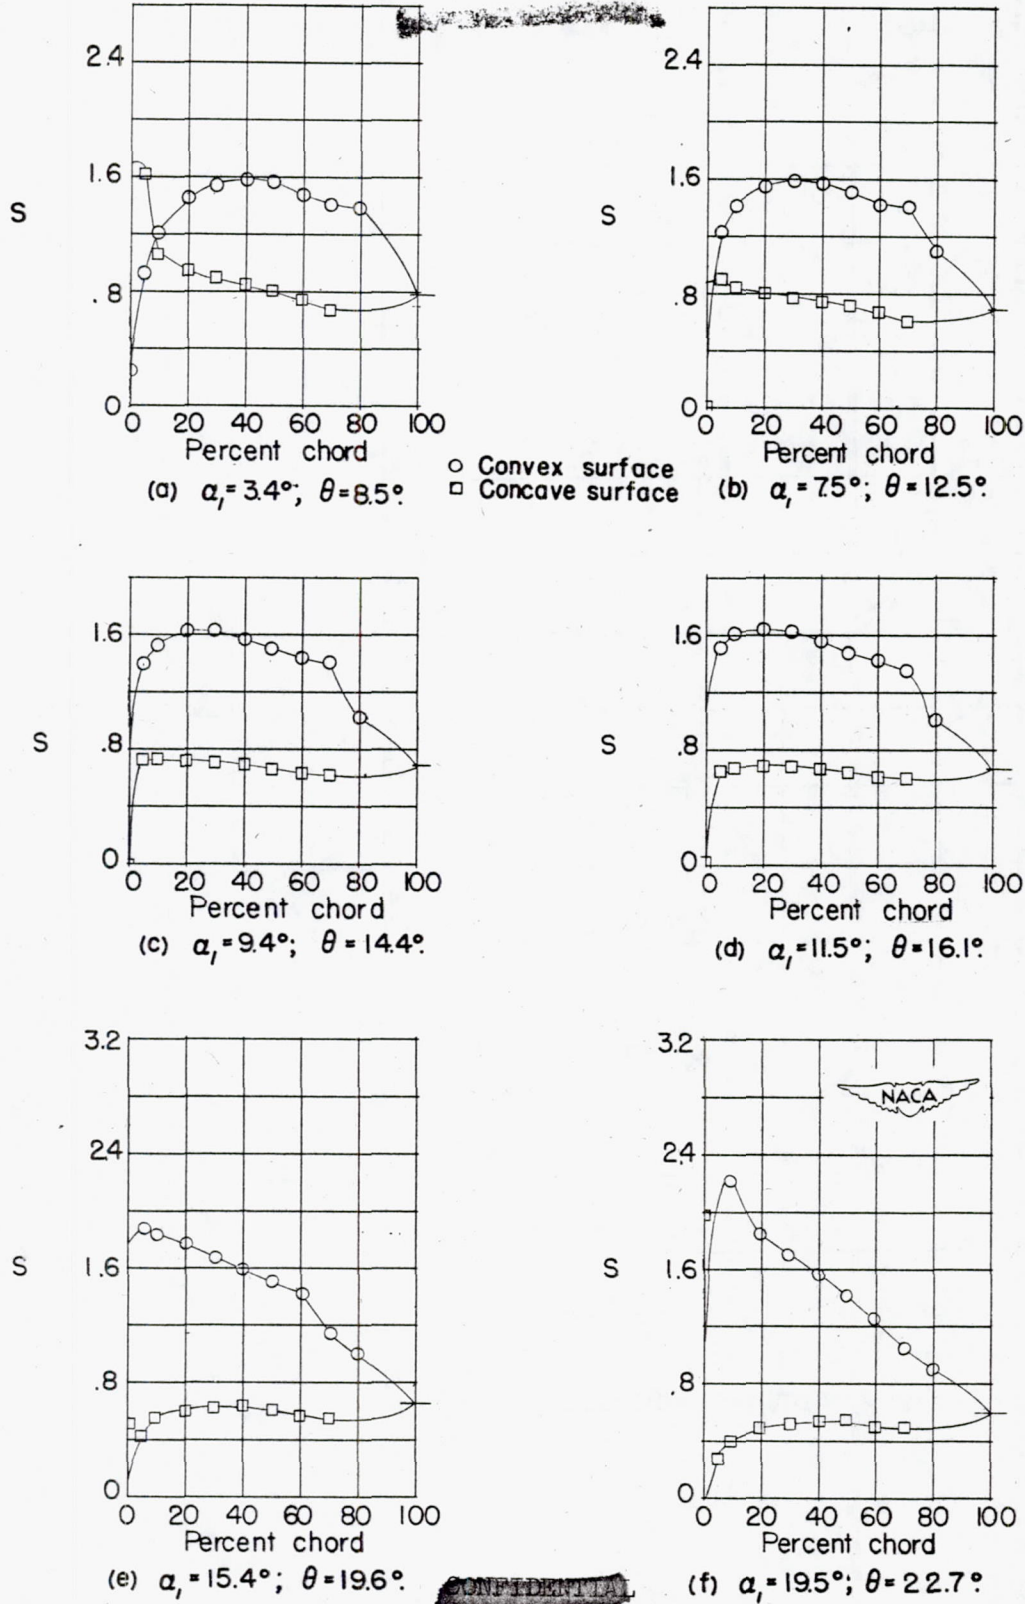 2.4
1.6
S
.8
0
0 20 40 60 80 100
Percent chord
(a) α₁=3.4°; θ=8.5°.
2.4
1.6
S
.8
0
0 20 40 60 80 100
Percent chord
(b) α₁=7.5°; θ=12.5°.
○ Convex surface
□ Concave surface
1.6
.8
S
0
0 20 40 60 80 100
Percent chord
(c) α₁=9.4°; θ=14.4°.
1.6
.8
S
0
0 20 40 60 80 100
Percent chord
(d) α₁=11.5°; θ=16.1°.
3.2
2.4
1.6
S
.8
0
0 20 40 60 80 100
Percent chord
(e) α₁=15.4°; θ=19.6°.
NACA
3.2
2.4
1.6
S
.8
0
0 20 40 60 80 100
Percent chord
(f) α₁=19.5°; θ=22.7°.
CONFIDENTIAL